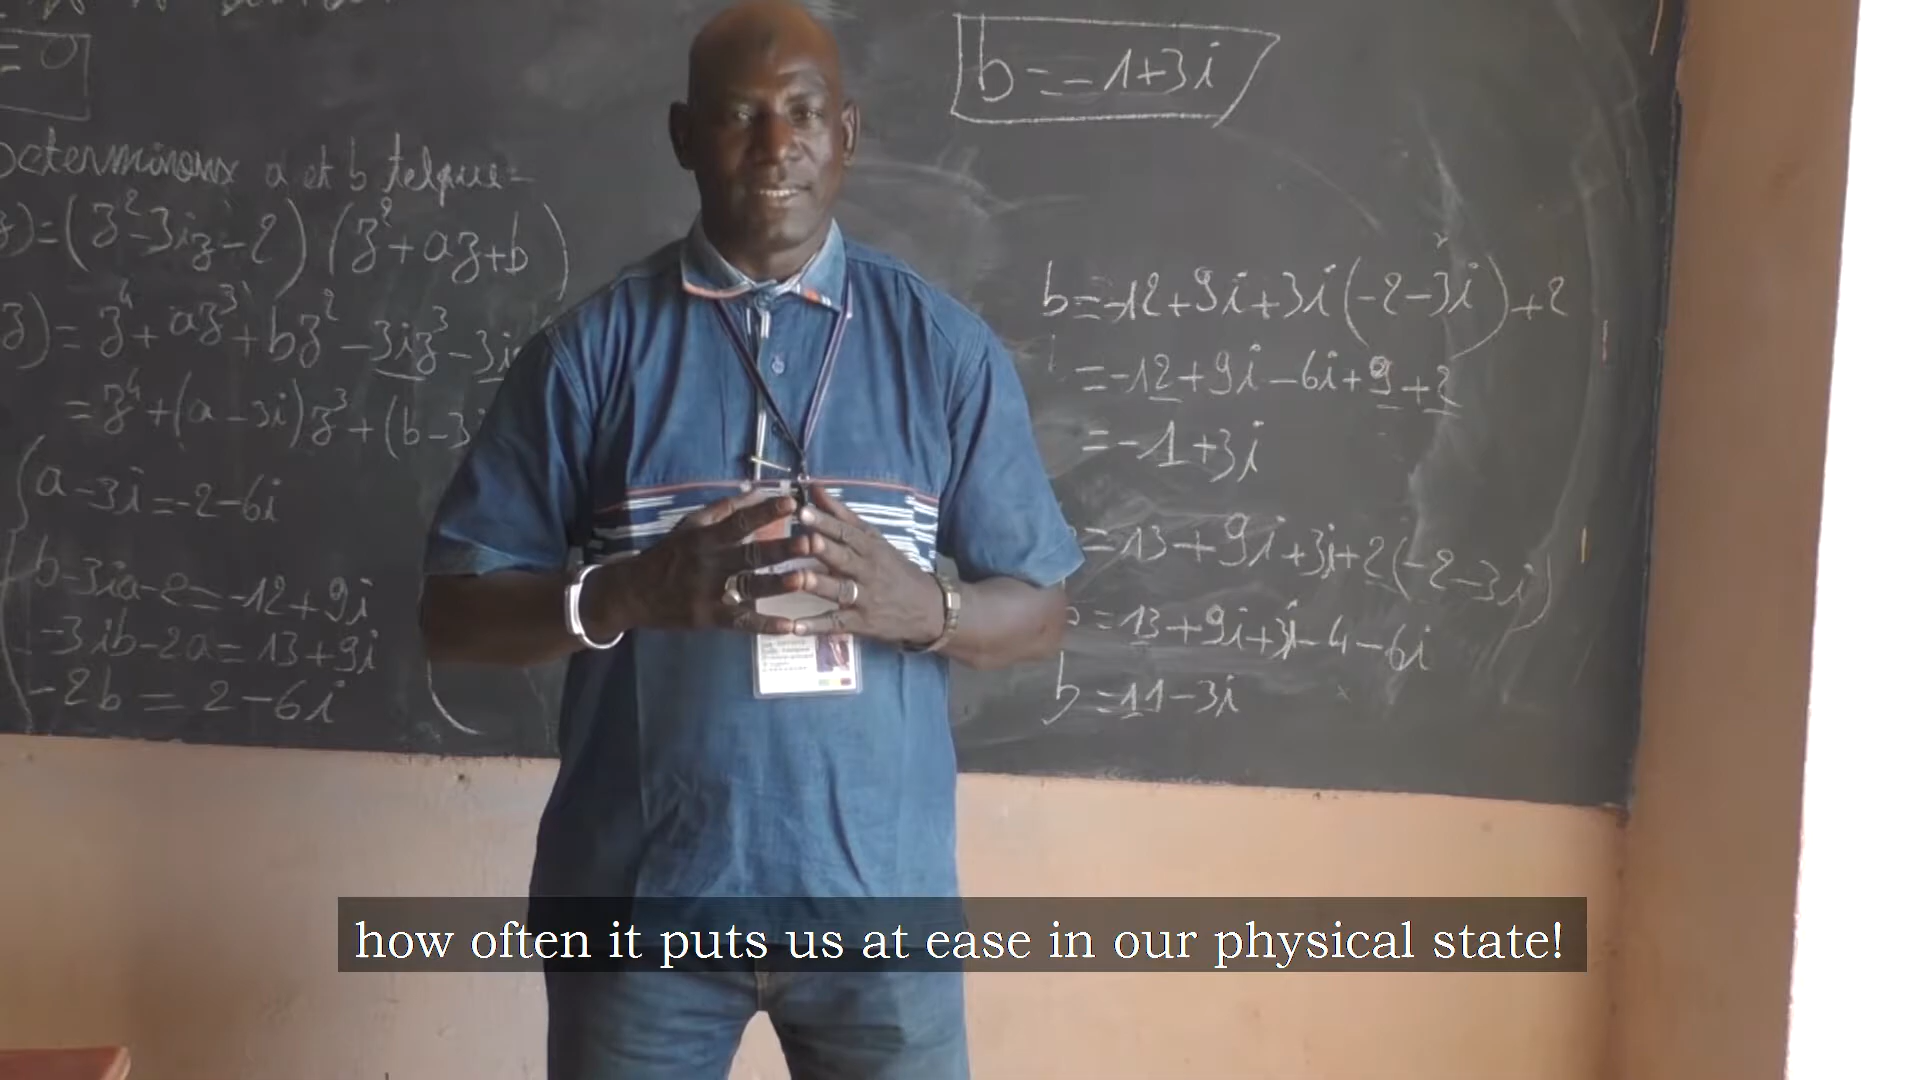 = 0
b = -1+3i
Determinons a et b telque-
z) = (z² - 3iz - 2) (z² + az + b)
z) = z⁴ + az³ + bz² - 3iz³ - 3i
= z⁴ + (a - 3i) z³ + (b - 3i
a - 3i = -2 - 6i
b - 3ia - 2 = -12 + 9i
-3ib - 2a = 13 + 9i
-2b = 2 - 6i
b = -12 + 9i + 3i (-2 - 3i) + 2
= -12 + 9i - 6i + 9 + 2
= -1 + 3i
= 13 + 9i + 3i + 2(-2 - 3i)
= 13 + 9i + 3i - 4 - 6i
b = 11 - 3i
how often it puts us at ease in our physical state!